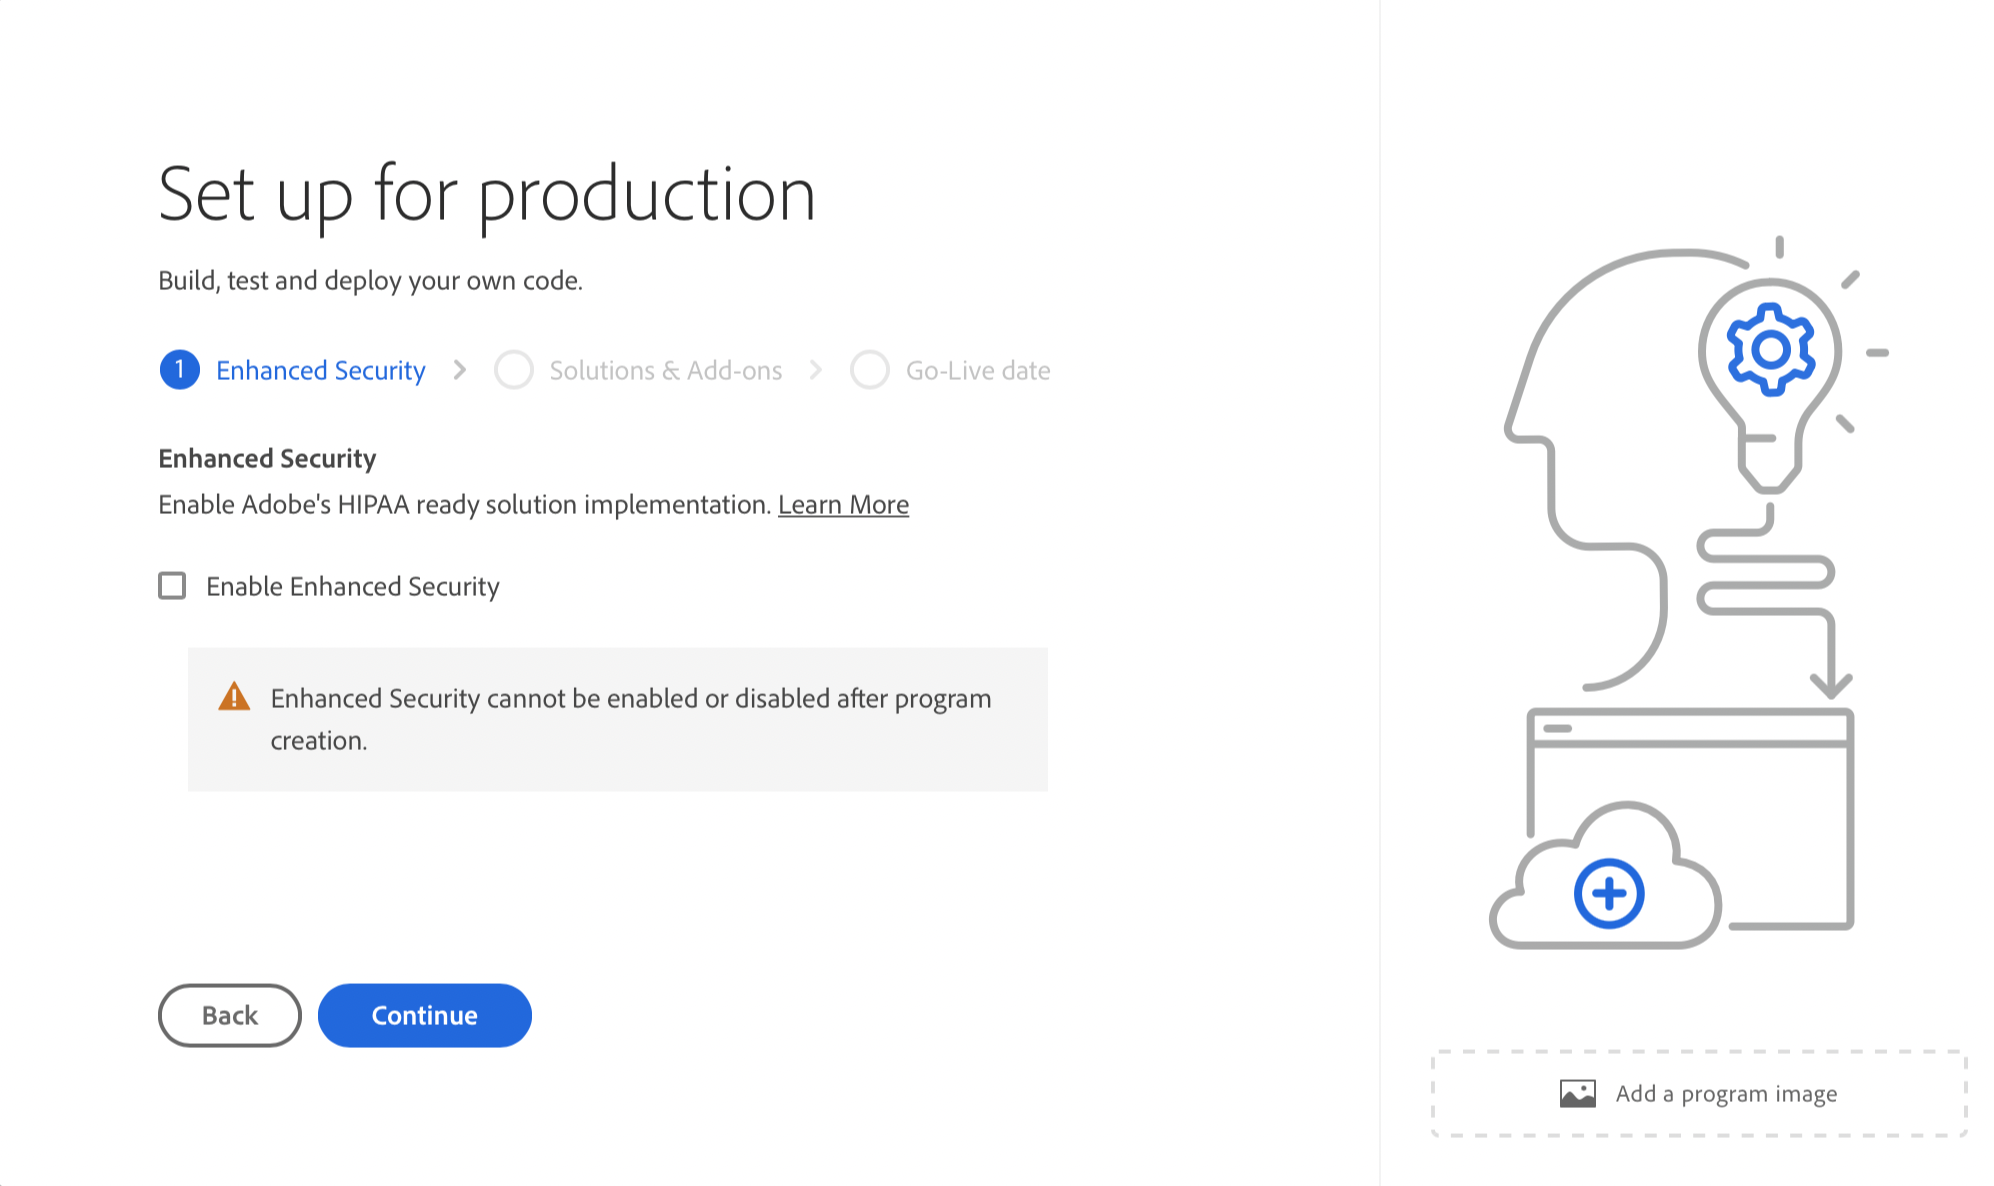 Set up for production
Build, test and deploy your own code.
1 Enhanced Security Solutions & Add-ons Go-Live date
Enhanced Security
Enable Adobe's HIPAA ready solution implementation. Learn More
Enable Enhanced Security
Enhanced Security cannot be enabled or disabled after program
creation.
Back Continue
Add a program image